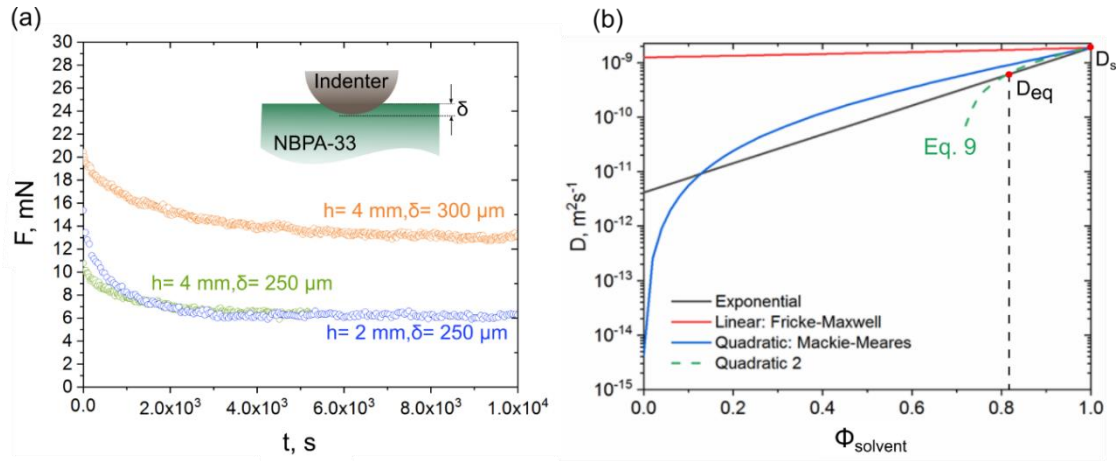 (a)
30
28
26
24
22
20
18
16
14
12
10
8
6
4
2
0
F, mN
Indenter
δ
NBPA-33
h= 4 mm,δ= 300 µm
h= 4 mm,δ= 250 µm
h= 2 mm,δ= 250 µm
0.0 2.0x10³ 4.0x10³ 6.0x10³ 8.0x10³ 1.0x10⁴
t, s
(b)
10⁻⁹
10⁻¹⁰
10⁻¹¹
10⁻¹²
10⁻¹³
10⁻¹⁴
10⁻¹⁵
D, m²s⁻¹
Dₛ
D_eq
Eq. 9
Exponential
Linear: Fricke-Maxwell
Quadratic: Mackie-Meares
Quadratic 2
0.0 0.2 0.4 0.6 0.8 1.0
Φ_solvent